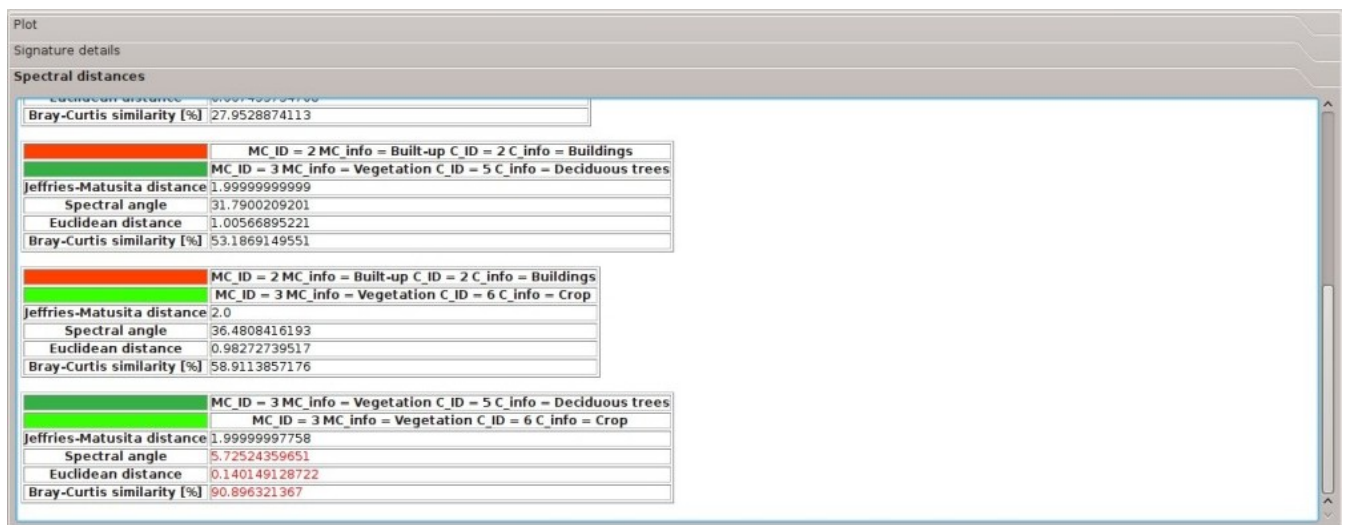 Plot
Signature details
Spectral distances
Bray-Curtis similarity [%] 27.9528874113
MC_ID = 2 MC_info = Built-up C_ID = 2 C_info = Buildings
MC_ID = 3 MC_info = Vegetation C_ID = 5 C_info = Deciduous trees
Jeffries-Matusita distance 1.99999999999
Spectral angle 31.7900209201
Euclidean distance 1.00566895221
Bray-Curtis similarity [%] 53.1869149551
MC_ID = 2 MC_info = Built-up C_ID = 2 C_info = Buildings
MC_ID = 3 MC_info = Vegetation C_ID = 6 C_info = Crop
Jeffries-Matusita distance 2.0
Spectral angle 36.4808416193
Euclidean distance 0.98272739517
Bray-Curtis similarity [%] 58.9113857176
MC_ID = 3 MC_info = Vegetation C_ID = 5 C_info = Deciduous trees
MC_ID = 3 MC_info = Vegetation C_ID = 6 C_info = Crop
Jeffries-Matusita distance 1.99999997758
Spectral angle 5.72524359651
Euclidean distance 0.140149128722
Bray-Curtis similarity [%] 90.896321367